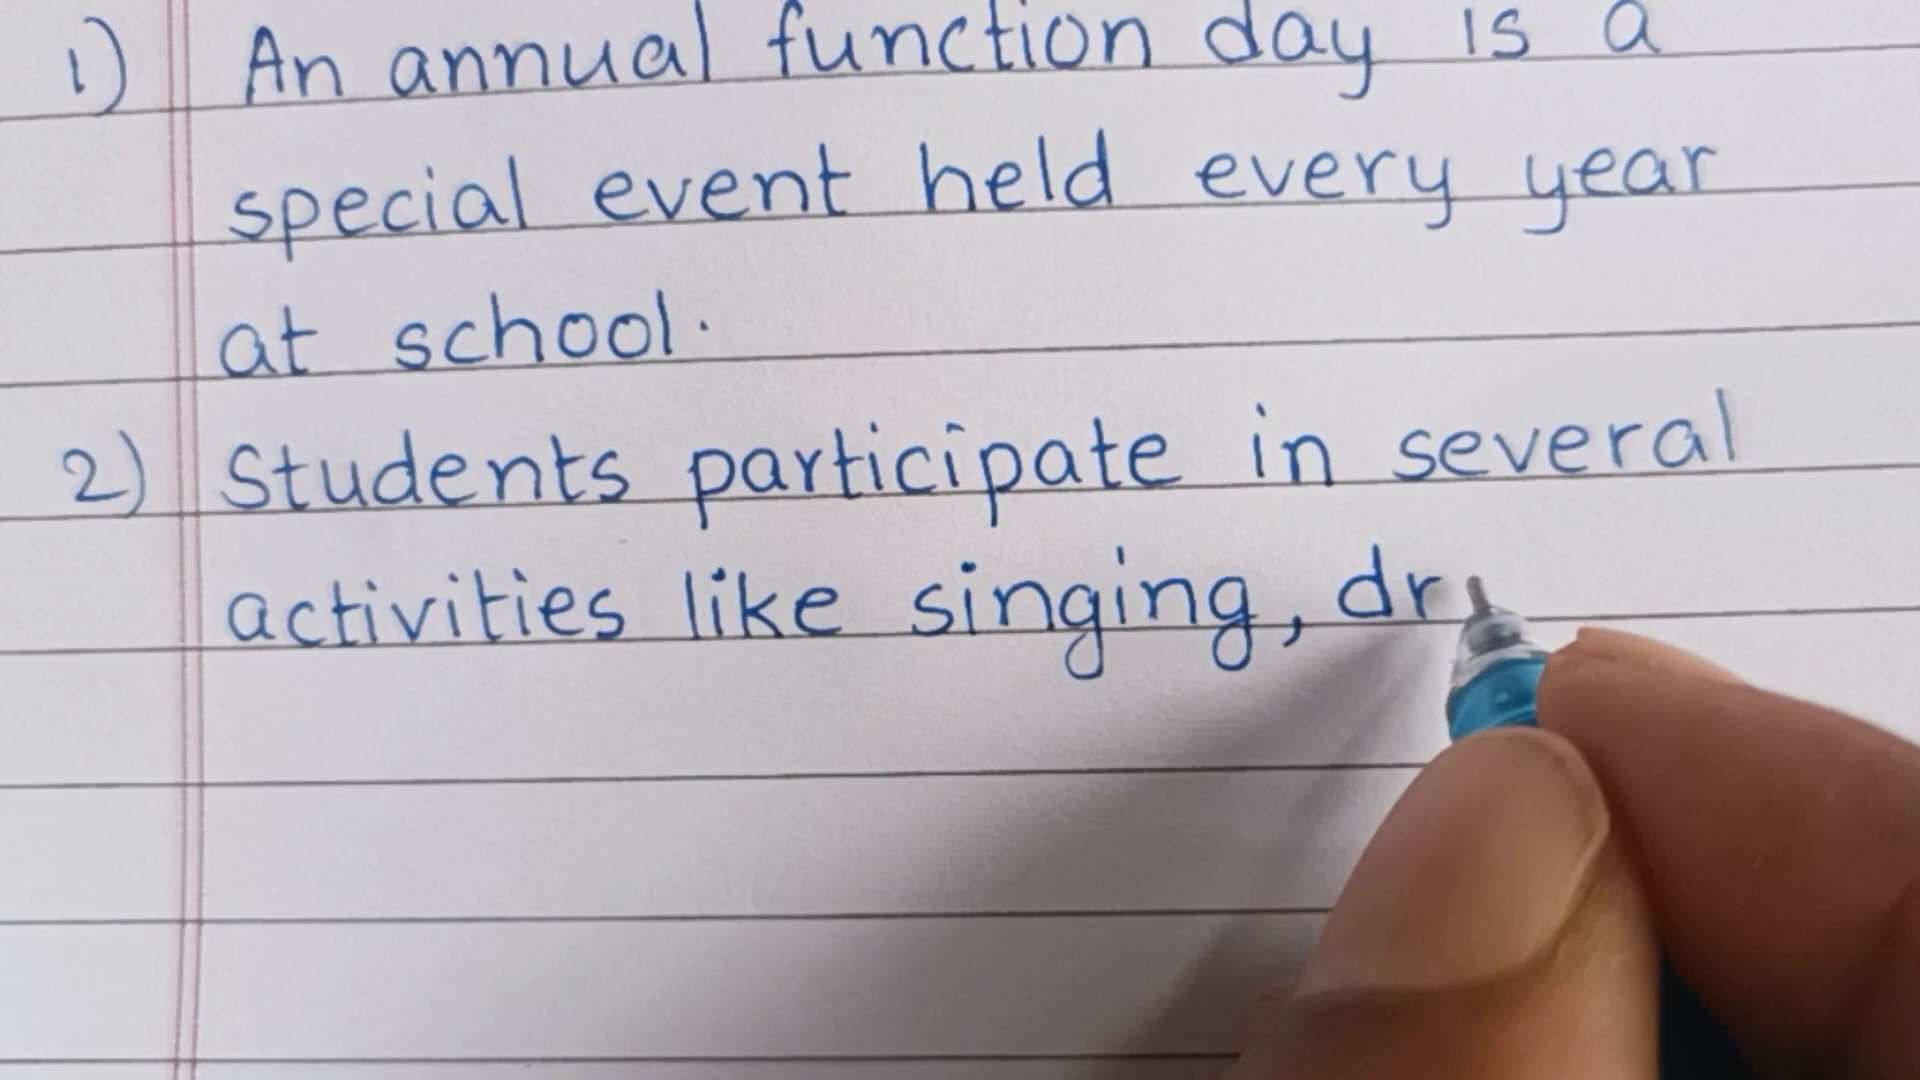 1) An annual function day is a
special event held every year
at school.
2) Students participate in several
activities like singing, dr